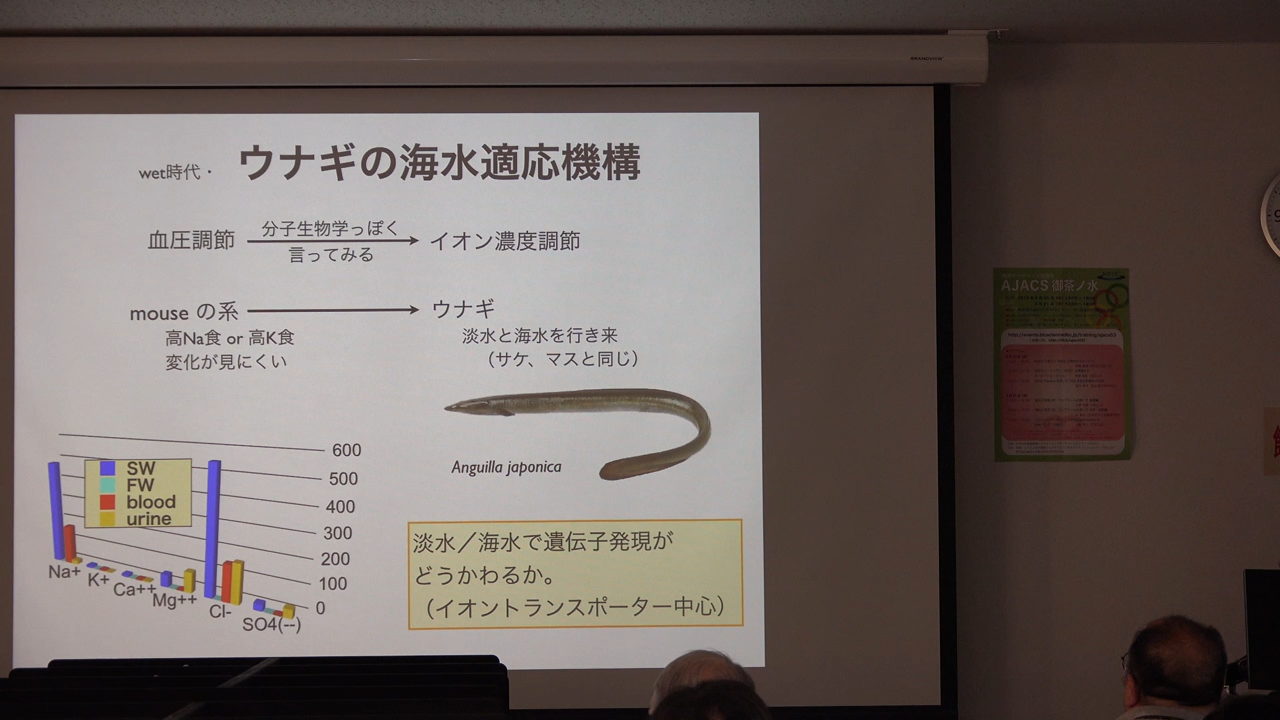 wet時代・ ウナギの海水適応機構
血圧調節
分子生物学っぽく
言ってみる
イオン濃度調節
mouse の系
高Na食 or 高K食
変化が見にくい
ウナギ
淡水と海水を行き来
（サケ、マスと同じ）
Anguilla japonica
600
500
400
300
200
100
0
SW
FW
blood
urine
Na+
K+
Ca++
Mg++
Cl-
SO4(--)
淡水／海水で遺伝子発現が
どうかわるか。
（イオントランスポーター中心）
AJACS 御茶ノ水